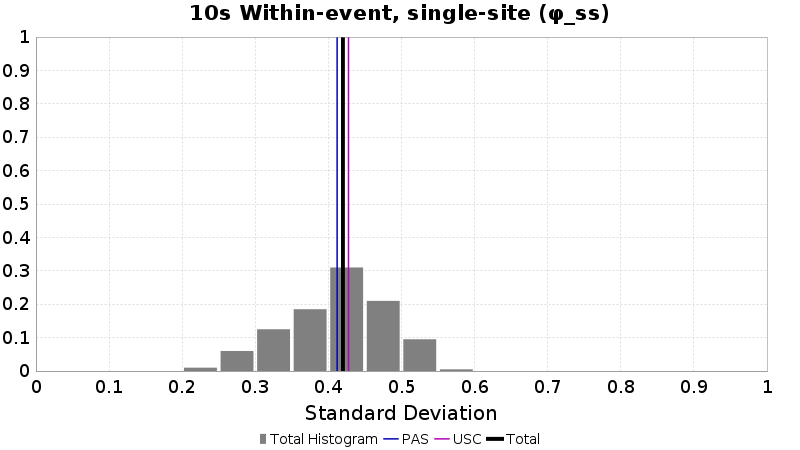 10s Within-event, single-site (φ_ss)
1
0.9
0.8
0.7
0.6
0.5
0.4
0.3
0.2
0.1
0
0 0.1 0.2 0.3 0.4 0.5 0.6 0.7 0.8 0.9 1
Standard Deviation
Total Histogram PAS USC Total